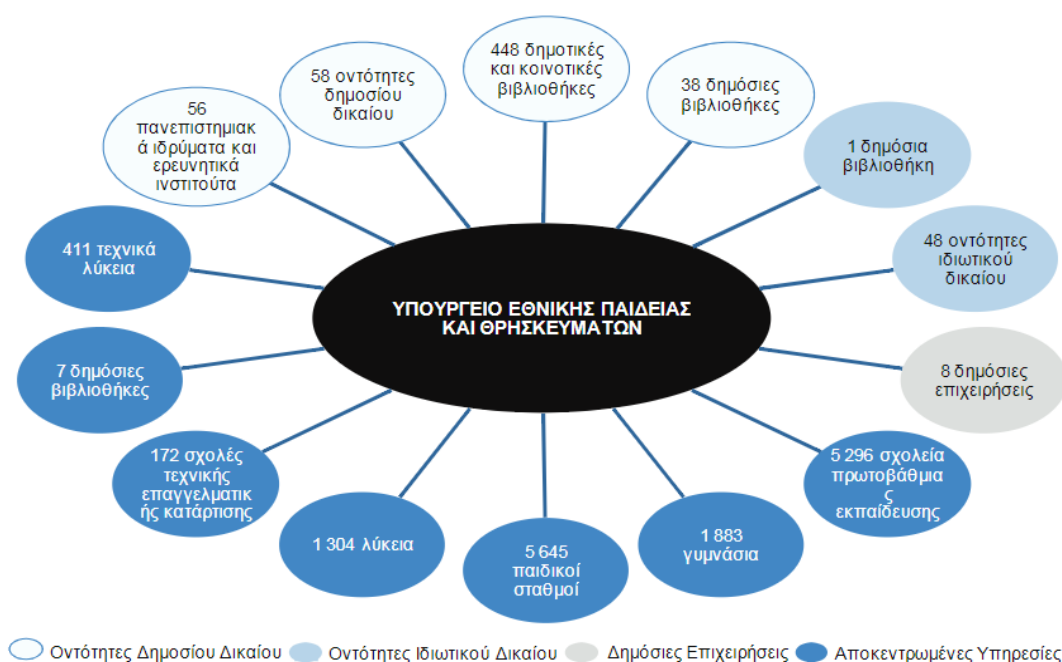 448 δημοτικές
και κοινοτικές
βιβλιοθήκες
58 οντότητες
δημοσίου
δικαίου
38 δημόσιες
βιβλιοθήκες
56
πανεπιστημιακ
ά ιδρύματα και
ερευνητικά
ινστιτούτα
1 δημόσια
βιβλιοθήκη
411 τεχνικά
λύκεια
48 οντότητες
ιδιωτικού
δικαίου
ΥΠΟΥΡΓΕΙΟ ΕΘΝΙΚΗΣ ΠΑΙΔΕΙΑΣ
ΚΑΙ ΘΡΗΣΚΕΥΜΑΤΩΝ
7 δημόσιες
βιβλιοθήκες
8 δημόσιες
επιχειρήσεις
172 σχολές
τεχνικής
επαγγελματικ
ής κατάρτισης
5 296 σχολεία
πρωτοβάθμια
ς
εκπαίδευσης
1 304 λύκεια
5 645
παιδικοί
σταθμοί
1 883
γυμνάσια
Οντότητες Δημοσίου Δικαίου
Οντότητες Ιδιωτικού Δικαίου
Δημόσιες Επιχειρήσεις
Αποκεντρωμένες Υπηρεσίες